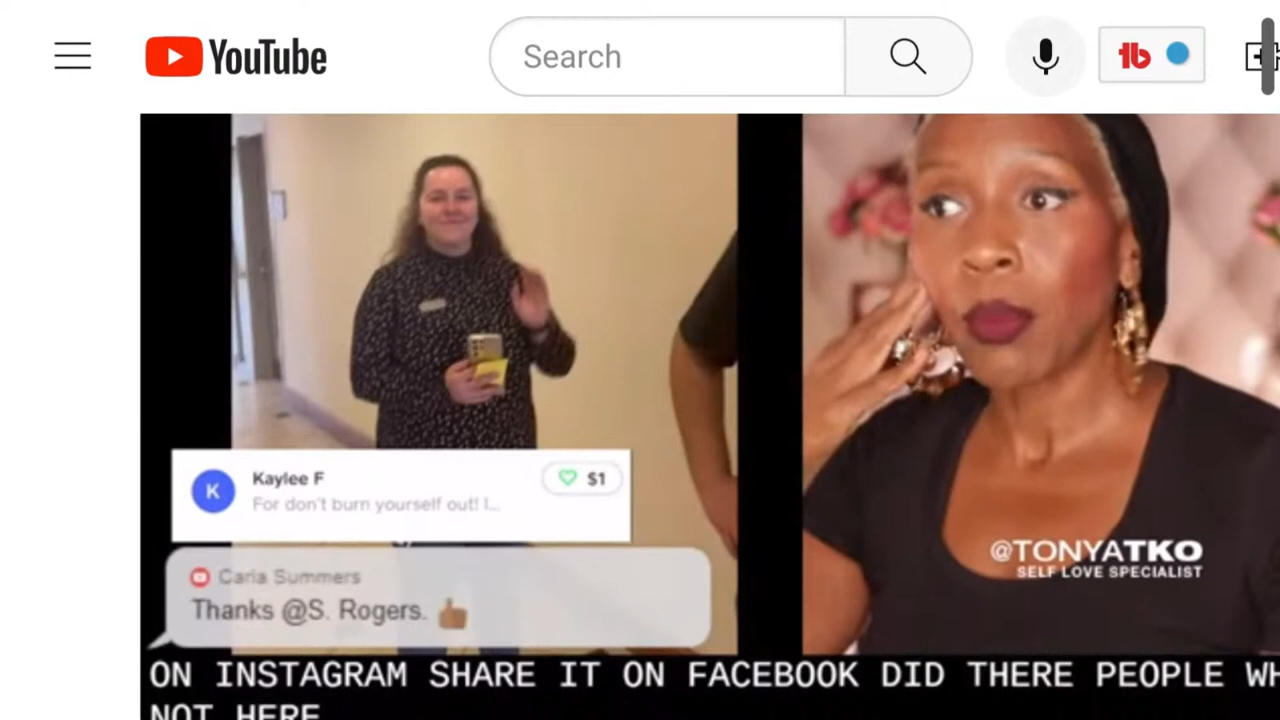 YouTube
Search
Kaylee F
$1
For don't burn yourself out! I...
Carla Summers
Thanks @S. Rogers.
@TONYATKO
SELF LOVE SPECIALIST
ON INSTAGRAM SHARE IT ON FACEBOOK DID THERE PEOPLE
NOT HERE